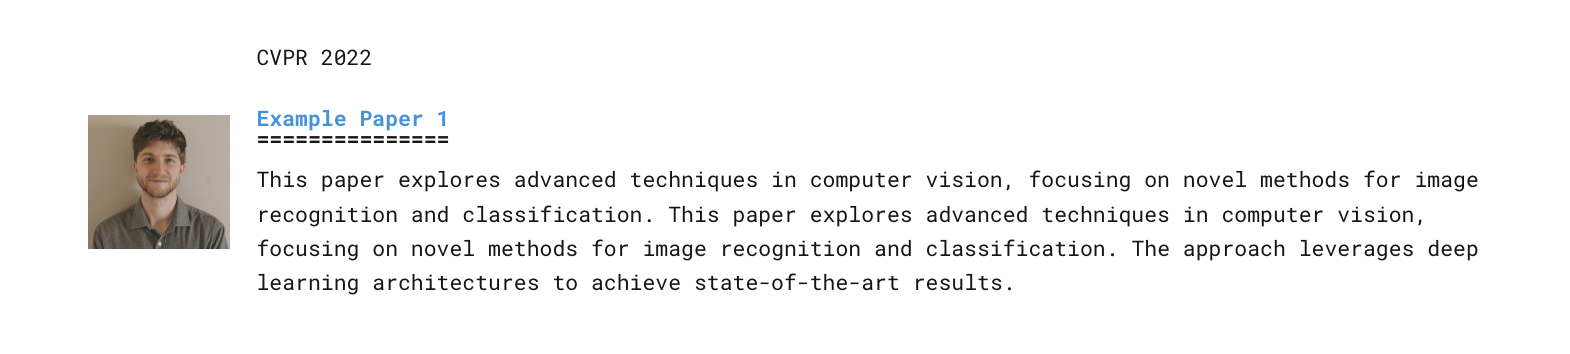 CVPR 2022
Example Paper 1
===============
This paper explores advanced techniques in computer vision, focusing on novel methods for image
recognition and classification. This paper explores advanced techniques in computer vision,
focusing on novel methods for image recognition and classification. The approach leverages deep
learning architectures to achieve state-of-the-art results.